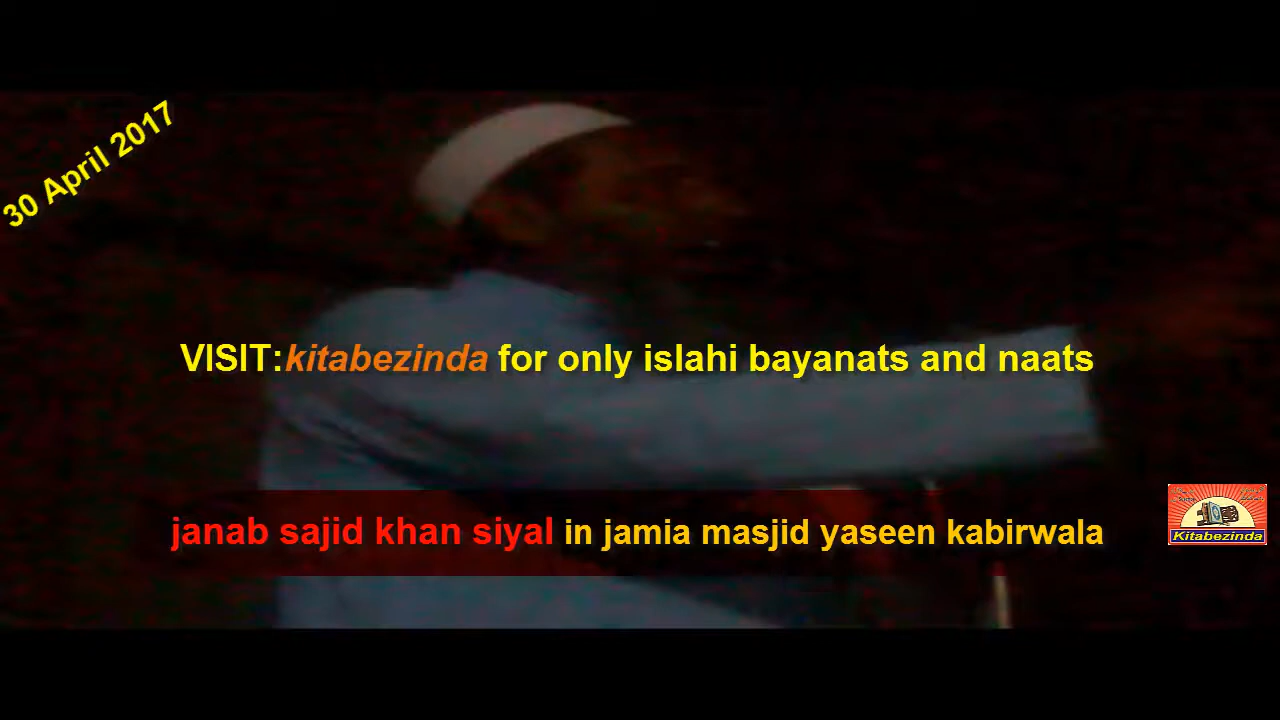 30 April 2017
VISIT:kitabezinda for only islahi bayanats and naats
janab sajid khan siyal in jamia masjid yaseen kabirwala
Kitabezinda